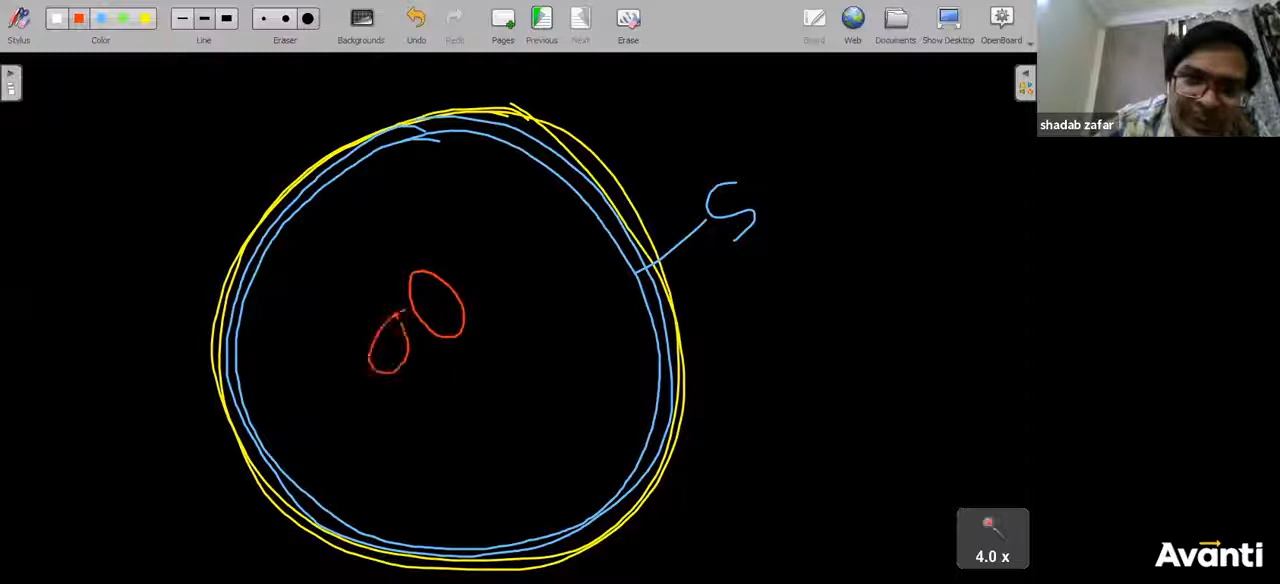 Stylus Color Line Eraser Backgrounds Undo Redo Pages Previous Next Erase Board Web Documents Show Desktop OpenBoard
shadab zafar
S
4.0 x
Avanti